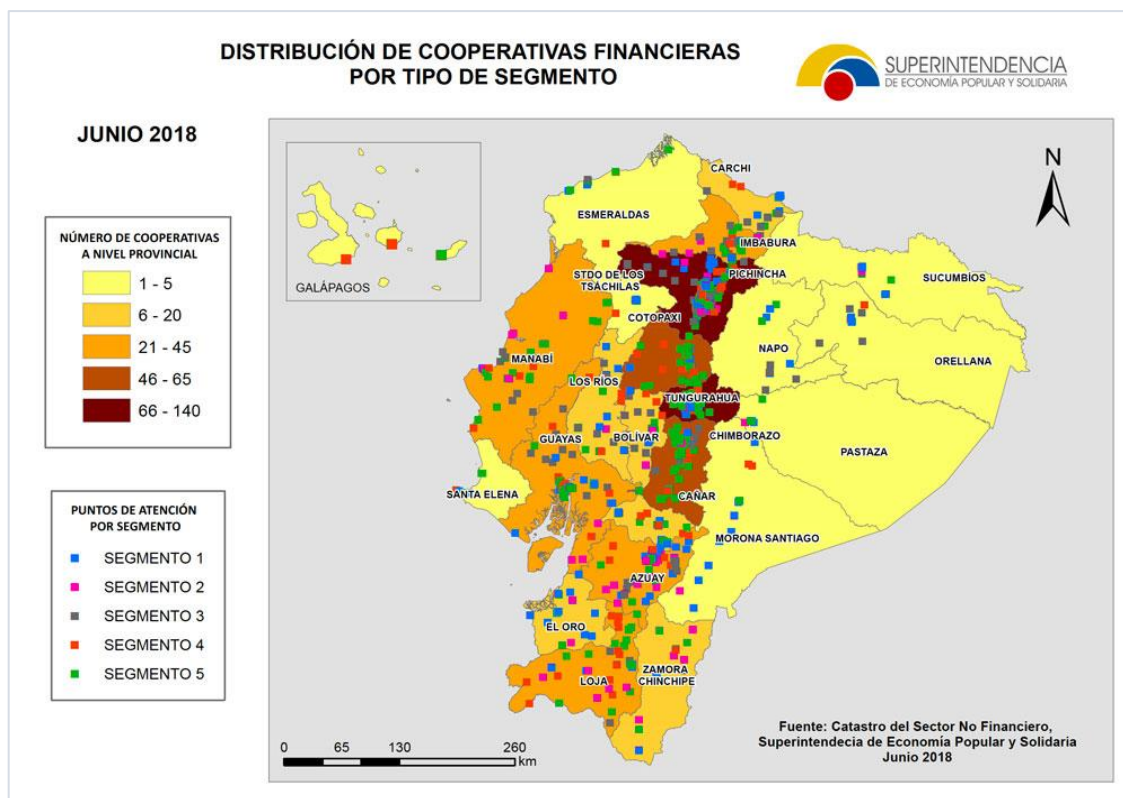 DISTRIBUCIÓN DE COOPERATIVAS FINANCIERAS
POR TIPO DE SEGMENTO
SUPERINTENDENCIA
DE ECONOMÍA POPULAR Y SOLIDARIA
JUNIO 2018
NÚMERO DE COOPERATIVAS
A NIVEL PROVINCIAL
1 - 5
6 - 20
21 - 45
46 - 65
66 - 140
PUNTOS DE ATENCIÓN
POR SEGMENTO
SEGMENTO 1
SEGMENTO 2
SEGMENTO 3
SEGMENTO 4
SEGMENTO 5
GALÁPAGOS
N
CARCHI
ESMERALDAS
IMBABURA
PICHINCHA
SUCUMBÍOS
STDO DE LOS
TSÁCHILAS
COTOPAXI
NAPO
ORELLANA
MANABÍ
LOS RÍOS
TUNGURAHUA
GUAYAS
BOLÍVAR
CHIMBORAZO
PASTAZA
SANTA ELENA
CAÑAR
MORONA SANTIAGO
AZUAY
EL ORO
LOJA
ZAMORA
CHINCHIPE
0 65 130 260
km
Fuente: Catastro del Sector No Financiero,
Superintendecia de Economía Popular y Solidaria
Junio 2018